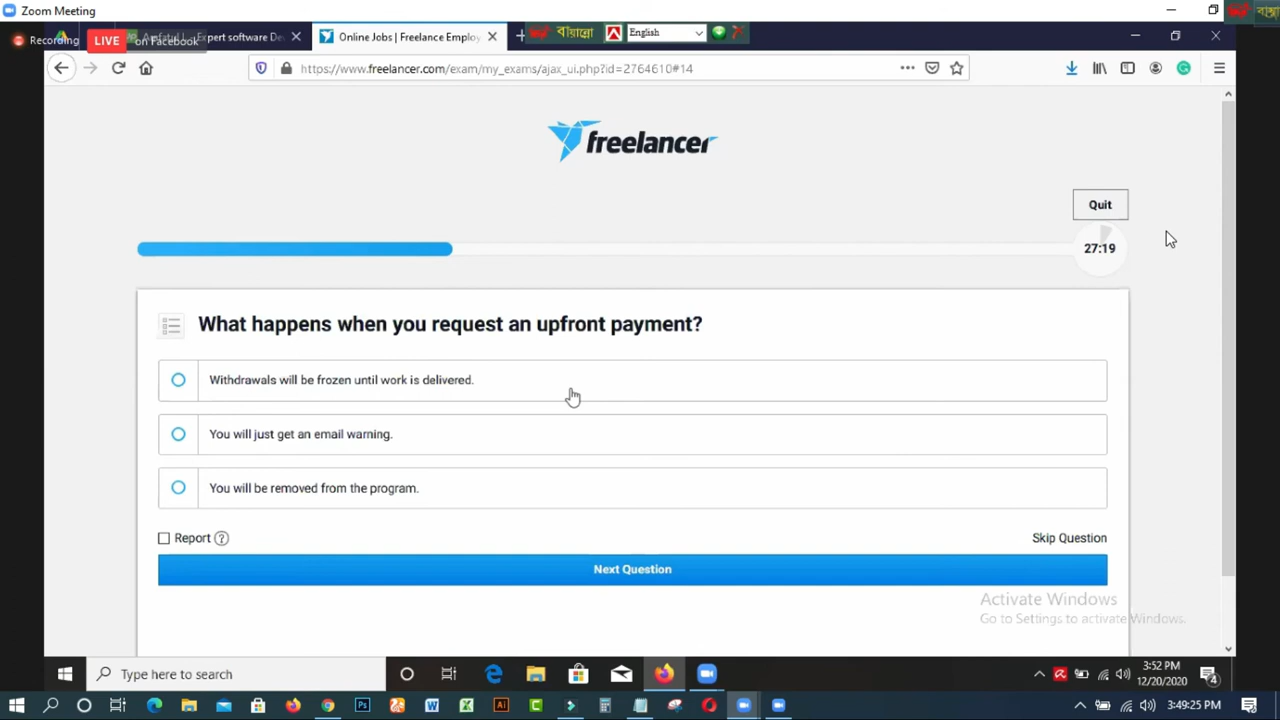 Zoom Meeting
বাস্তা
Recording
LIVE
on Facebook
Expert software De
Online Jobs | Freelance Employ
বায়ান্নো
English
https://www.freelancer.com/exam/my_exams/ajax_ui.php?id=2764610#14
freelancer
Quit
27:19
What happens when you request an upfront payment?
Withdrawals will be frozen until work is delivered.
You will just get an email warning.
You will be removed from the program.
Report ?
Skip Question
Next Question
Activate Windows
Go to Settings to activate Windows.
Type here to search
3:52 PM
12/20/2020
4
3:49:25 PM